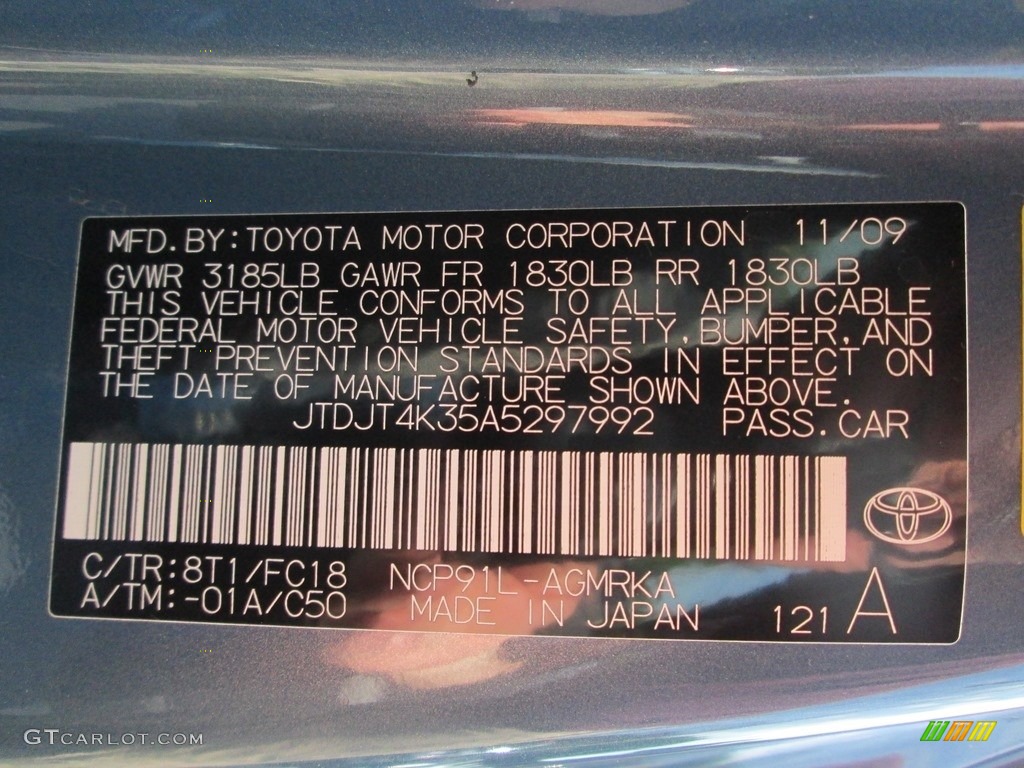 MFD.BY:TOYOTA MOTOR CORPORATION 11/09
GVWR 3185LB GAWR FR 1830LB RR 1830LB
THIS VEHICLE CONFORMS TO ALL APPLICABLE
FEDERAL MOTOR VEHICLE SAFETY,BUMPER,AND
THEFT PREVENTION STANDARDS IN EFFECT ON
THE DATE OF MANUFACTURE SHOWN ABOVE.
JTDJT4K35A5297992 PASS.CAR
C/TR:8T1/FC18 NCP91L-AGMRKA
A/TM:-01A/C50 MADE IN JAPAN 121 A
GTCARLOT.COM